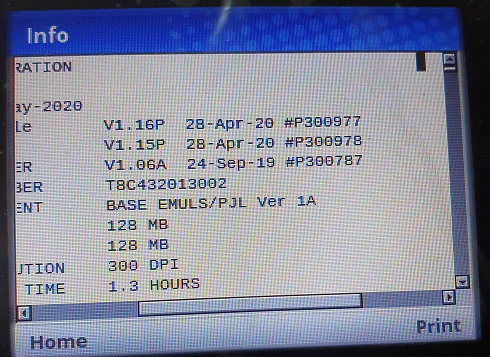 Info
RATION
ay-2020
le V1.16P 28-Apr-20 #P300977
V1.15P 28-Apr-20 #P300978
ER V1.06A 24-Sep-19 #P300787
BER T8C432013002
ENT BASE EMULS/PJL Ver 1A
128 MB
128 MB
UTION 300 DPI
TIME 1.3 HOURS
Home Print